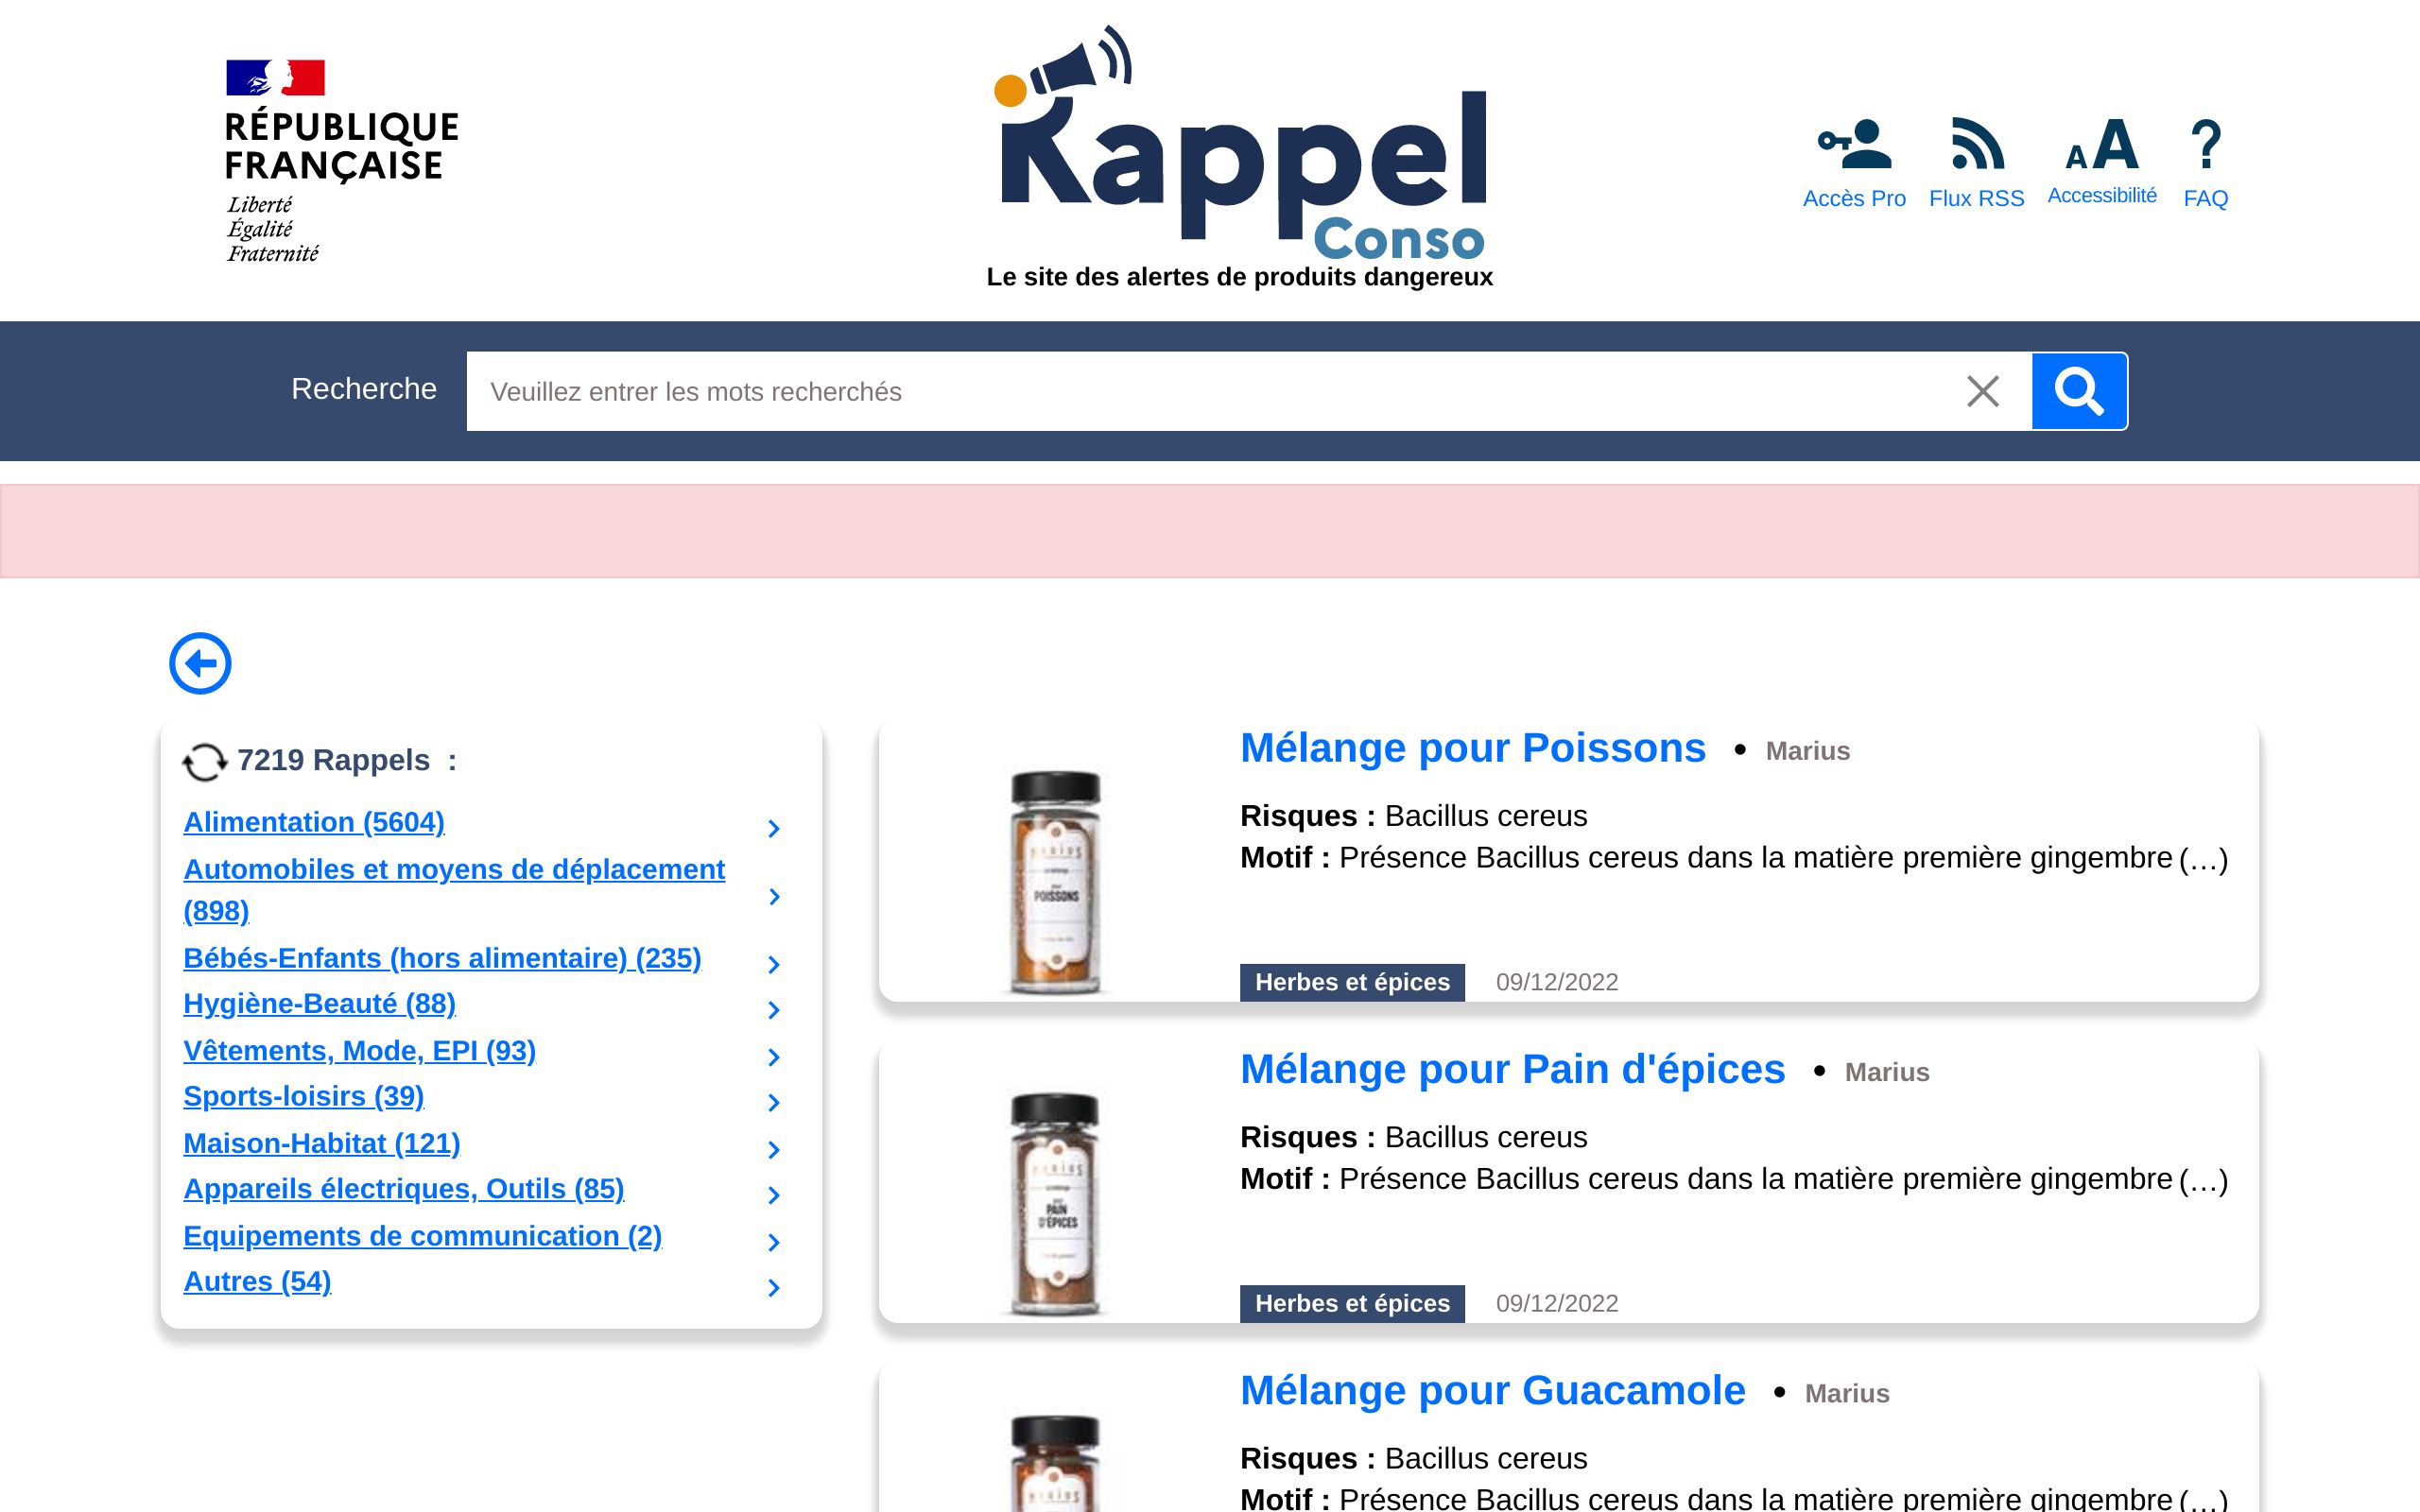 RÉPUBLIQUE
FRANÇAISE
Liberté
Égalité
Fraternité
Rappel
Conso
Le site des alertes de produits dangereux
Accès Pro
Flux RSS
Accessibilité
FAQ
Recherche
Veuillez entrer les mots recherchés
7219 Rappels :
Alimentation (5604)
Automobiles et moyens de déplacement
(898)
Bébés-Enfants (hors alimentaire) (235)
Hygiène-Beauté (88)
Vêtements, Mode, EPI (93)
Sports-loisirs (39)
Maison-Habitat (121)
Appareils électriques, Outils (85)
Equipements de communication (2)
Autres (54)
MARIUS
POISSONS
Mélange pour Poissons • Marius
Risques : Bacillus cereus
Motif : Présence Bacillus cereus dans la matière première gingembre (…)
Herbes et épices 09/12/2022
MARIUS
PAIN
D'ÉPICES
Mélange pour Pain d'épices • Marius
Risques : Bacillus cereus
Motif : Présence Bacillus cereus dans la matière première gingembre (…)
Herbes et épices 09/12/2022
MARIUS
Mélange pour Guacamole • Marius
Risques : Bacillus cereus
Motif : Présence Bacillus cereus dans la matière première gingembre (…)